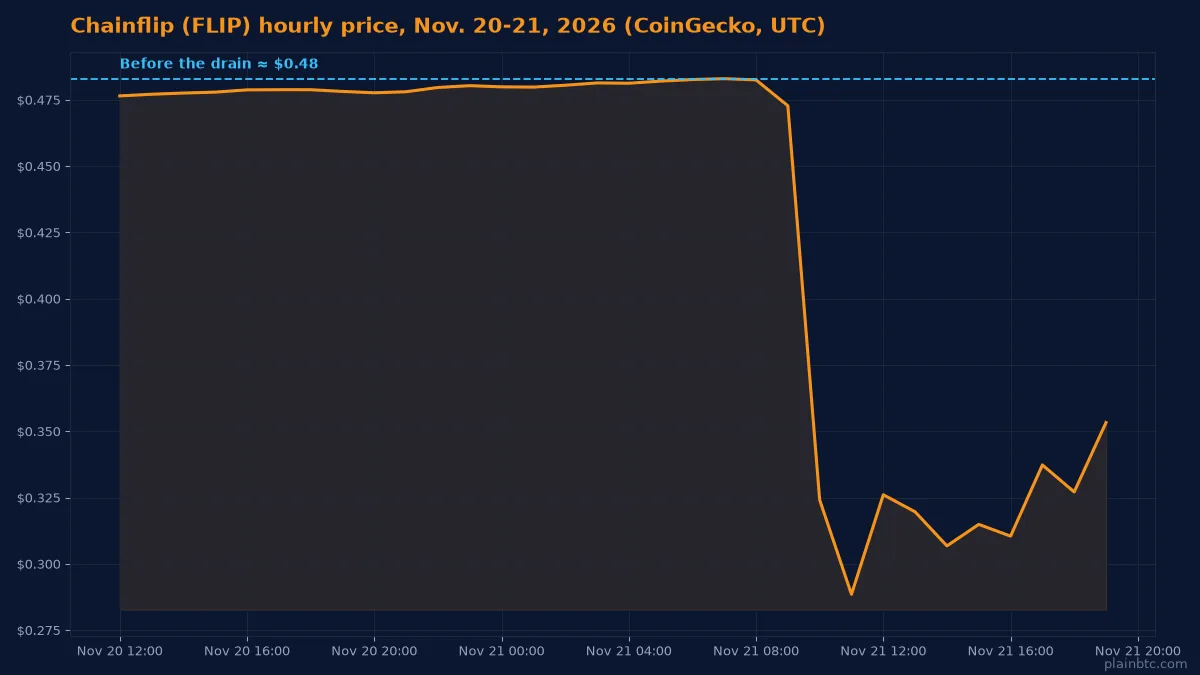 Chainflip (FLIP) hourly price, Nov. 20-21, 2026 (CoinGecko, UTC)
Before the drain ≈ $0.48
$0.475
$0.450
$0.425
$0.400
$0.375
$0.350
$0.325
$0.300
$0.275
Nov 20 12:00 Nov 20 16:00 Nov 20 20:00 Nov 21 00:00 Nov 21 04:00 Nov 21 08:00 Nov 21 12:00 Nov 21 16:00 Nov 21 20:00
plainbtc.com